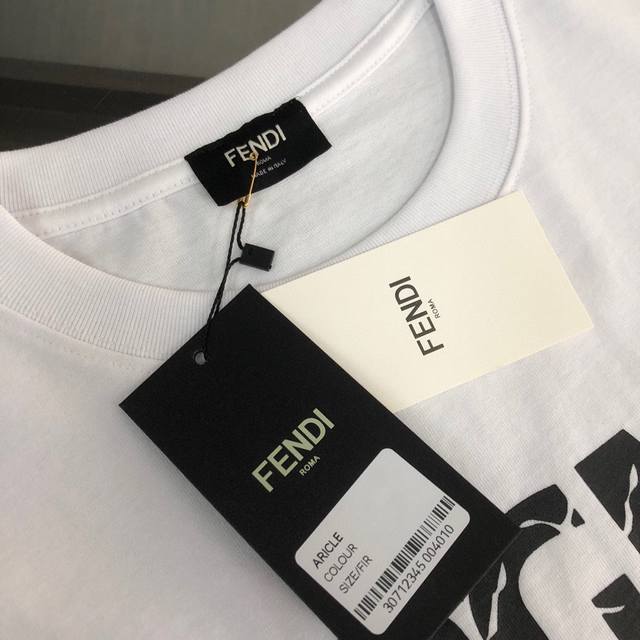 FENDI
ROMA
MADE IN ITALY
FENDI
ROMA
FENDI
ROMA
ARICLE
COLOUR
SIZE/FIR
30712345 004010